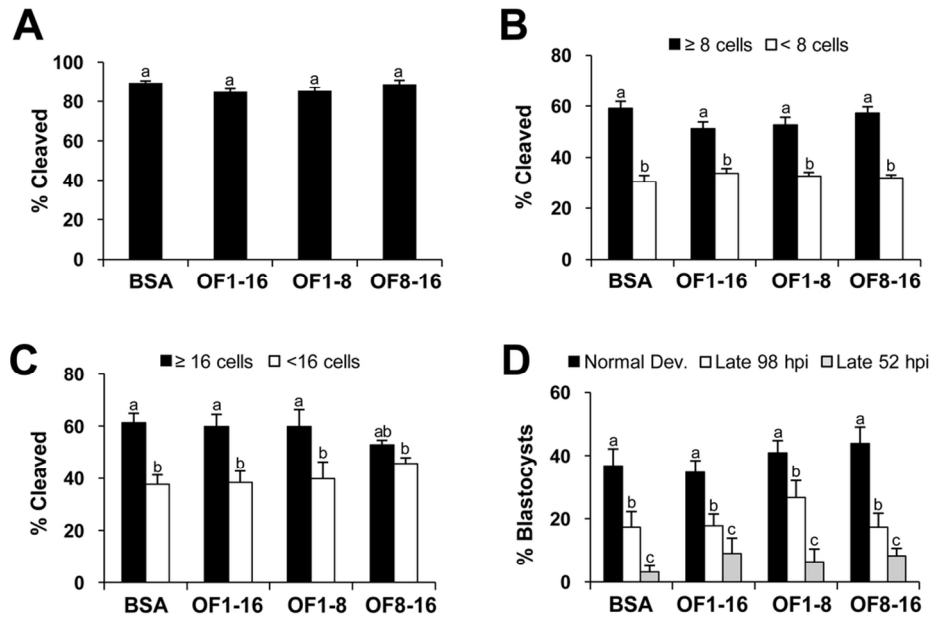 A
% Cleaved
100
80
60
40
20
0
a a a a
BSA OF1-16 OF1-8 OF8-16
B
≥ 8 cells < 8 cells
% Cleaved
80
60
40
20
0
a b a b a b a b
BSA OF1-16 OF1-8 OF8-16
C
≥ 16 cells <16 cells
% Cleaved
80
60
40
20
0
a b a b a b ab b
BSA OF1-16 OF1-8 OF8-16
D
Normal Dev. Late 98 hpi Late 52 hpi
% Blastocysts
60
40
20
0
a b c a b c a b c a b c
BSA OF1-16 OF1-8 OF8-16